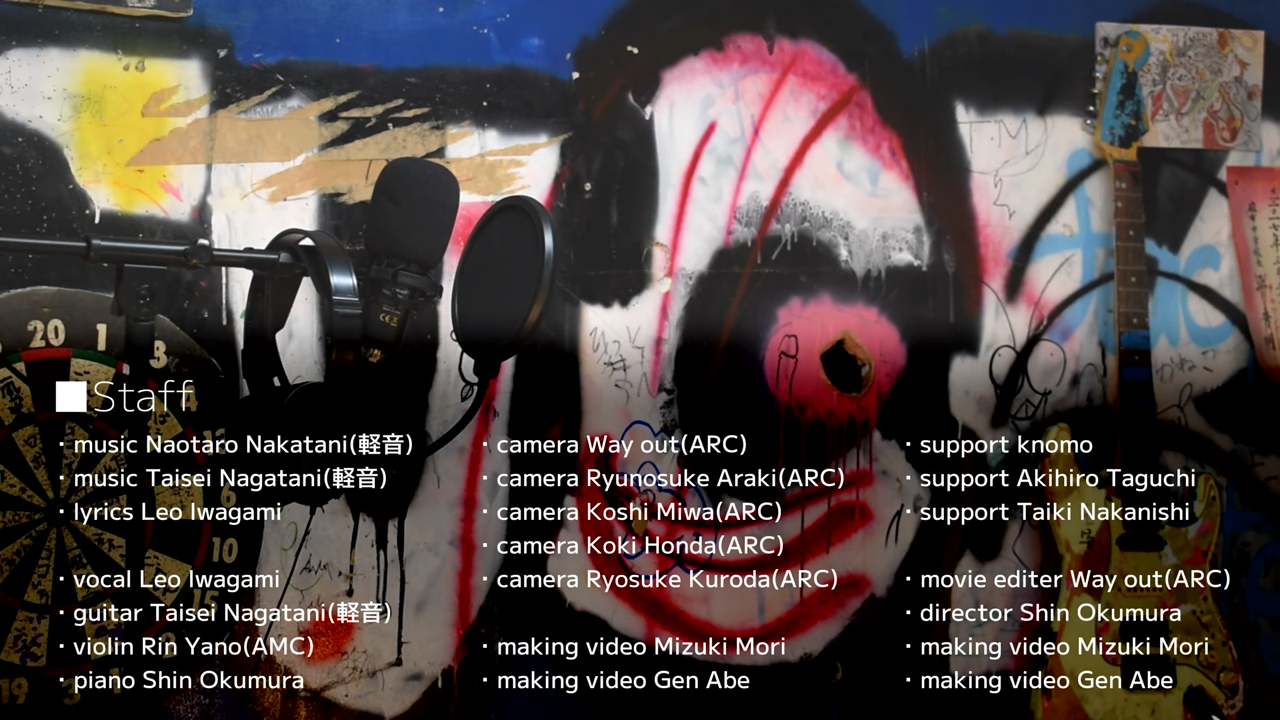 20 1
3
■Staff
・music Naotaro Nakatani(軽音)
・music Taisei Nagatani(軽音)
・lyrics Leo Iwagami
・vocal Leo Iwagami
・guitar Taisei Nagatani(軽音)
・violin Rin Yano(AMC)
・piano Shin Okumura
・camera Way out(ARC)
・camera Ryunosuke Araki(ARC)
・camera Koshi Miwa(ARC)
・camera Koki Honda(ARC)
・camera Ryosuke Kuroda(ARC)
・making video Mizuki Mori
・making video Gen Abe
・support knomo
・support Akihiro Taguchi
・support Taiki Nakanishi
・movie editer Way out(ARC)
・director Shin Okumura
・making video Mizuki Mori
・making video Gen Abe
6
10
15
19 3